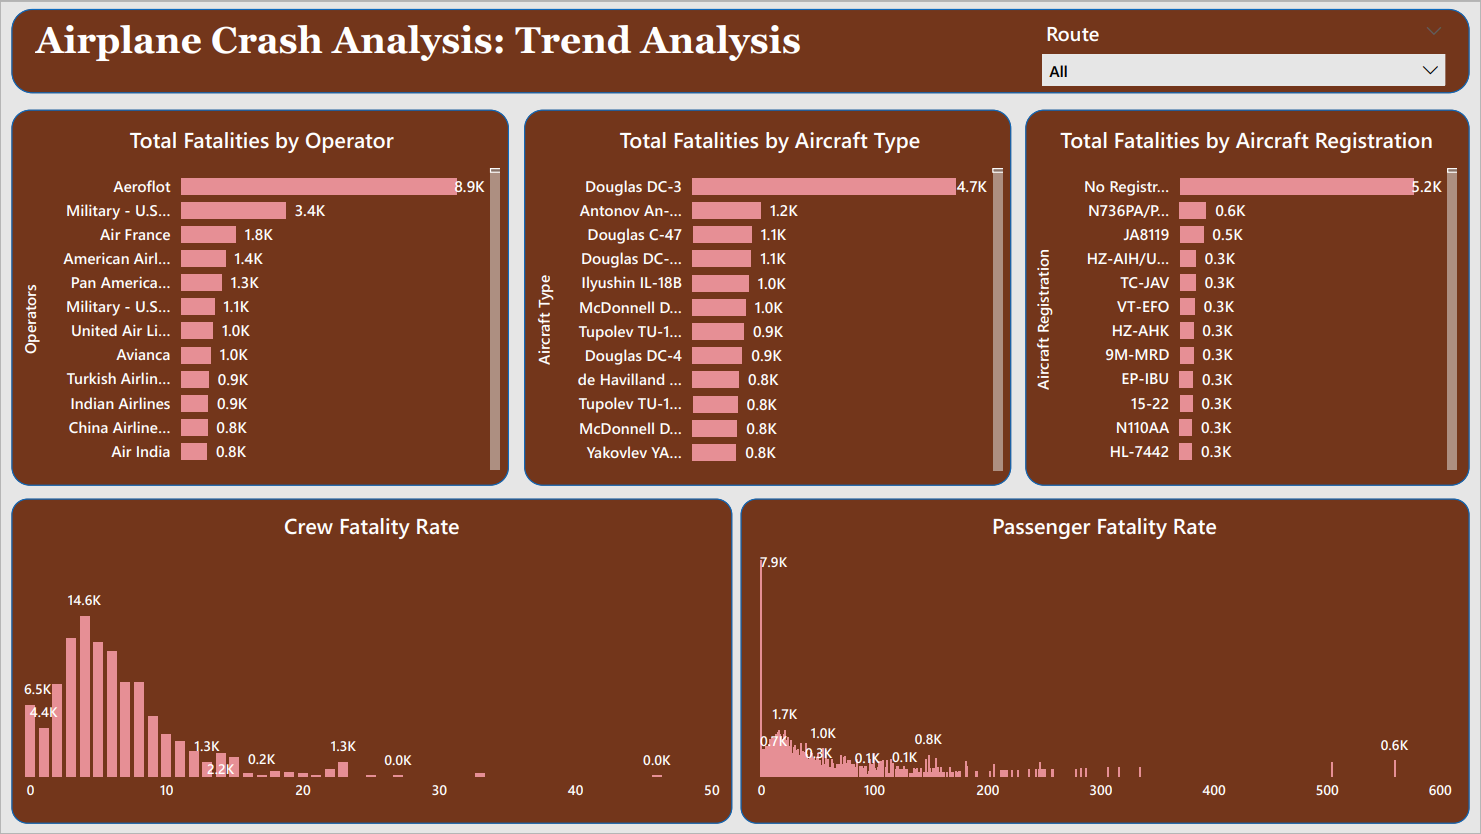 Airplane Crash Analysis: Trend Analysis
Route
All
Total Fatalities by Operator
Operators
Aeroflot 8.9K
Military - U.S... 3.4K
Air France 1.8K
American Airl... 1.4K
Pan America... 1.3K
Military - U.S... 1.1K
United Air Li... 1.0K
Avianca 1.0K
Turkish Airlin... 0.9K
Indian Airlines 0.9K
China Airline... 0.8K
Air India 0.8K
Total Fatalities by Aircraft Type
Aircraft Type
Douglas DC-3 4.7K
Antonov An-... 1.2K
Douglas C-47 1.1K
Douglas DC-... 1.1K
Ilyushin IL-18B 1.0K
McDonnell D... 1.0K
Tupolev TU-1... 0.9K
Douglas DC-4 0.9K
de Havilland ... 0.8K
Tupolev TU-1... 0.8K
McDonnell D... 0.8K
Yakovlev YA... 0.8K
Total Fatalities by Aircraft Registration
Aircraft Registration
No Registr... 5.2K
N736PA/P... 0.6K
JA8119 0.5K
HZ-AIH/U... 0.3K
TC-JAV 0.3K
VT-EFO 0.3K
HZ-AHK 0.3K
9M-MRD 0.3K
EP-IBU 0.3K
15-22 0.3K
N110AA 0.3K
HL-7442 0.3K
Crew Fatality Rate
14.6K
6.5K
4.4K
1.3K
2.2K
0.2K
1.3K
0.0K
0.0K
0 10 20 30 40 50
Passenger Fatality Rate
7.9K
1.7K
0.7K
1.0K
0.3K
0.1K
0.1K
0.8K
0.6K
0 100 200 300 400 500 600